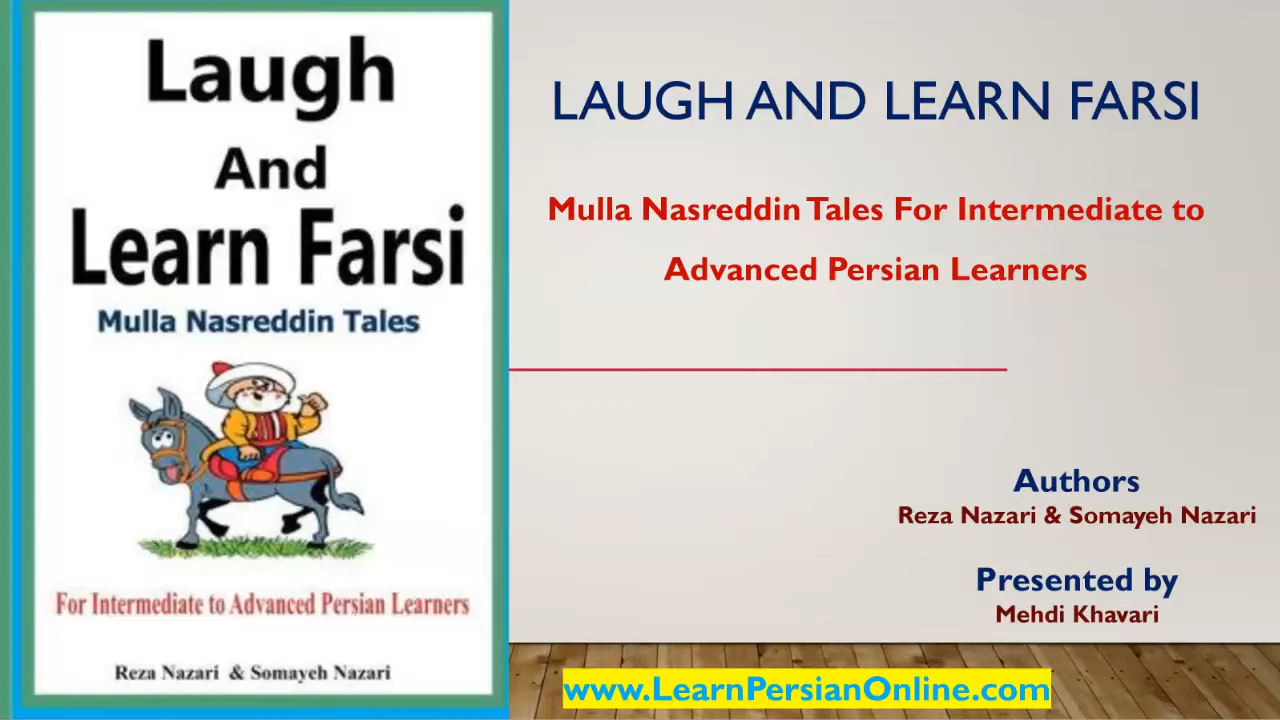 Laugh
And
Learn Farsi
Mulla Nasreddin Tales
For Intermediate to Advanced Persian Learners
Reza Nazari & Somayeh Nazari
LAUGH AND LEARN FARSI
Mulla Nasreddin Tales For Intermediate to
Advanced Persian Learners
Authors
Reza Nazari & Somayeh Nazari
Presented by
Mehdi Khavari
www.LearnPersianOnline.com